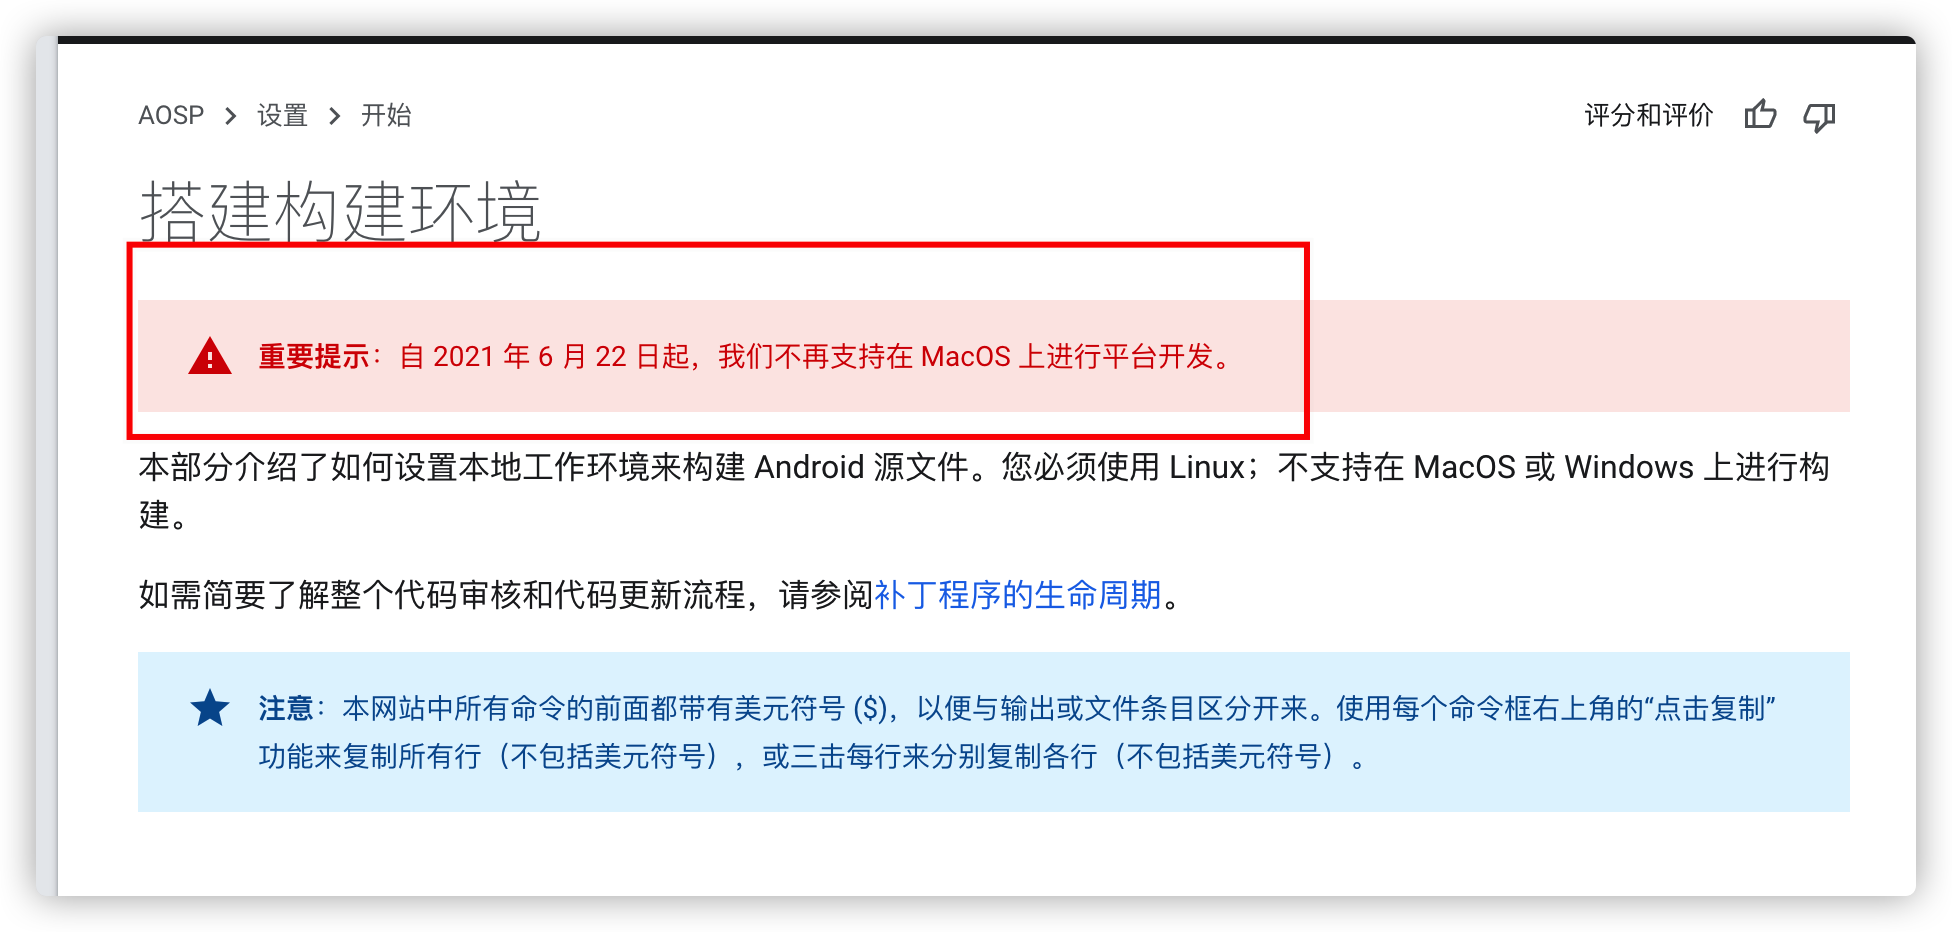 AOSP > 设置 > 开始
评分和评价
搭建构建环境
重要提示：自 2021 年 6 月 22 日起，我们不再支持在 MacOS 上进行平台开发。
本部分介绍了如何设置本地工作环境来构建 Android 源文件。您必须使用 Linux；不支持在 MacOS 或 Windows 上进行构
建。
如需简要了解整个代码审核和代码更新流程，请参阅补丁程序的生命周期。
注意：本网站中所有命令的前面都带有美元符号 ($)，以便与输出或文件条目区分开来。使用每个命令框右上角的“点击复制”
功能来复制所有行（不包括美元符号），或三击每行来分别复制各行（不包括美元符号）。